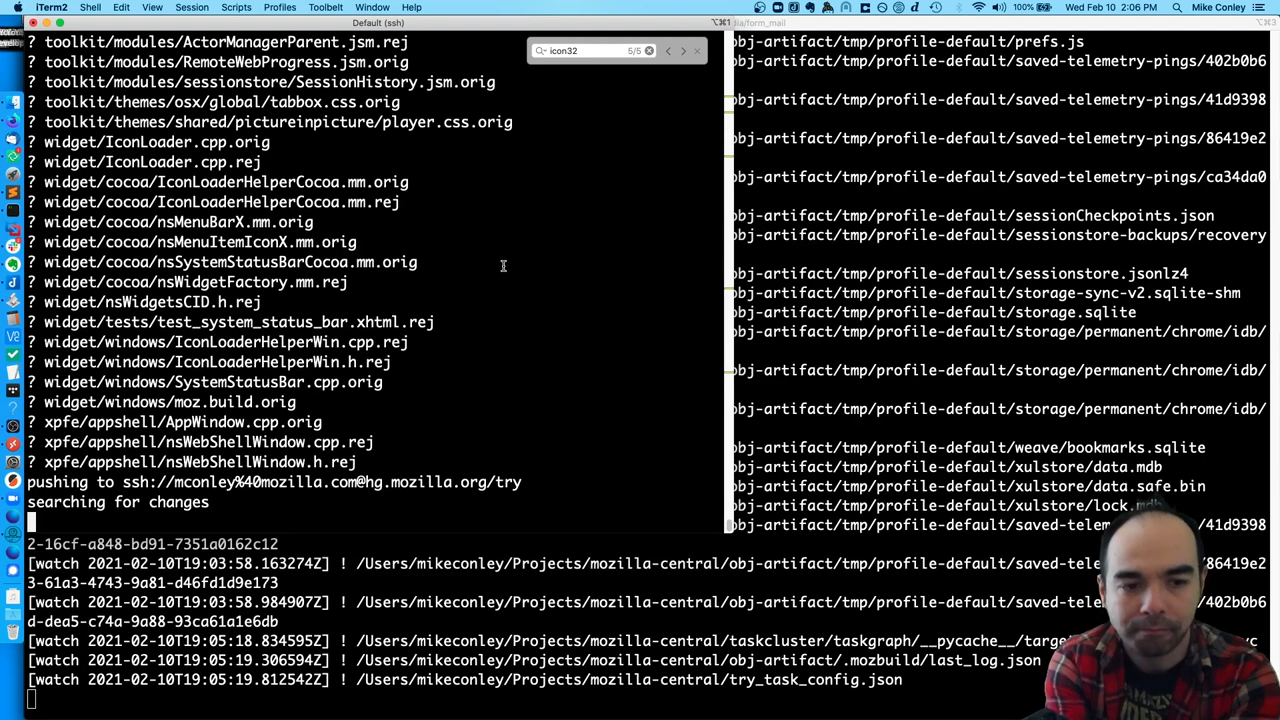 iTerm2 Shell Edit View Session Scripts Profiles Toolbelt Window Help
100% Wed Feb 10 2:06 PM Mike Conley
Default (ssh) ⌥⌘1
icon32 5/5
? toolkit/modules/ActorManagerParent.jsm.rej
? toolkit/modules/RemoteWebProgress.jsm.orig
? toolkit/modules/sessionstore/SessionHistory.jsm.orig
? toolkit/themes/osx/global/tabbox.css.orig
? toolkit/themes/shared/pictureinpicture/player.css.orig
? widget/IconLoader.cpp.orig
? widget/IconLoader.cpp.rej
? widget/cocoa/IconLoaderHelperCocoa.mm.orig
? widget/cocoa/IconLoaderHelperCocoa.mm.rej
? widget/cocoa/nsMenuBarX.mm.orig
? widget/cocoa/nsMenuItemIconX.mm.orig
? widget/cocoa/nsSystemStatusBarCocoa.mm.orig
? widget/cocoa/nsWidgetFactory.mm.rej
? widget/nsWidgetsCID.h.rej
? widget/tests/test_system_status_bar.xhtml.rej
? widget/windows/IconLoaderHelperWin.cpp.rej
? widget/windows/IconLoaderHelperWin.h.rej
? widget/windows/SystemStatusBar.cpp.orig
? widget/windows/moz.build.orig
? xpfe/appshell/AppWindow.cpp.orig
? xpfe/appshell/nsWebShellWindow.cpp.rej
? xpfe/appshell/nsWebShellWindow.h.rej
pushing to ssh://mconley%40mozilla.com@hg.mozilla.org/try
searching for changes
dia/form_mail ⌥⌘3
obj-artifact/tmp/profile-default/prefs.js
obj-artifact/tmp/profile-default/saved-telemetry-pings/402b0b6
obj-artifact/tmp/profile-default/saved-telemetry-pings/41d9398
obj-artifact/tmp/profile-default/saved-telemetry-pings/86419e2
obj-artifact/tmp/profile-default/saved-telemetry-pings/ca34da0
obj-artifact/tmp/profile-default/sessionCheckpoints.json
obj-artifact/tmp/profile-default/sessionstore-backups/recovery
obj-artifact/tmp/profile-default/sessionstore.jsonlz4
obj-artifact/tmp/profile-default/storage-sync-v2.sqlite-shm
obj-artifact/tmp/profile-default/storage.sqlite
obj-artifact/tmp/profile-default/storage/permanent/chrome/idb/
obj-artifact/tmp/profile-default/storage/permanent/chrome/idb/
obj-artifact/tmp/profile-default/storage/permanent/chrome/idb/
obj-artifact/tmp/profile-default/weave/bookmarks.sqlite
obj-artifact/tmp/profile-default/xulstore/data.mdb
obj-artifact/tmp/profile-default/xulstore/data.safe.bin
obj-artifact/tmp/profile-default/xulstore/lock.mdb
obj-artifact/tmp/profile-default/saved-telemetry-pings/41d9398
2-16cf-a848-bd91-7351a0162c12
[watch 2021-02-10T19:03:58.163274Z] ! /Users/mikeconley/Projects/mozilla-central/obj-artifact/tmp/profile-default/saved-tele /86419e2
3-61a3-4743-9a81-d46fd1d9e173
[watch 2021-02-10T19:03:58.984907Z] ! /Users/mikeconley/Projects/mozilla-central/obj-artifact/tmp/profile-default/saved-tele /402b0b6
d-dea5-c74a-9a88-93ca61a1e6db
[watch 2021-02-10T19:05:18.834595Z] ! /Users/mikeconley/Projects/mozilla-central/taskcluster/taskgraph/__pycache__/targe
[watch 2021-02-10T19:05:19.306594Z] ! /Users/mikeconley/Projects/mozilla-central/obj-artifact/.mozbuild/last_log.json
[watch 2021-02-10T19:05:19.812542Z] ! /Users/mikeconley/Projects/mozilla-central/try_task_config.json